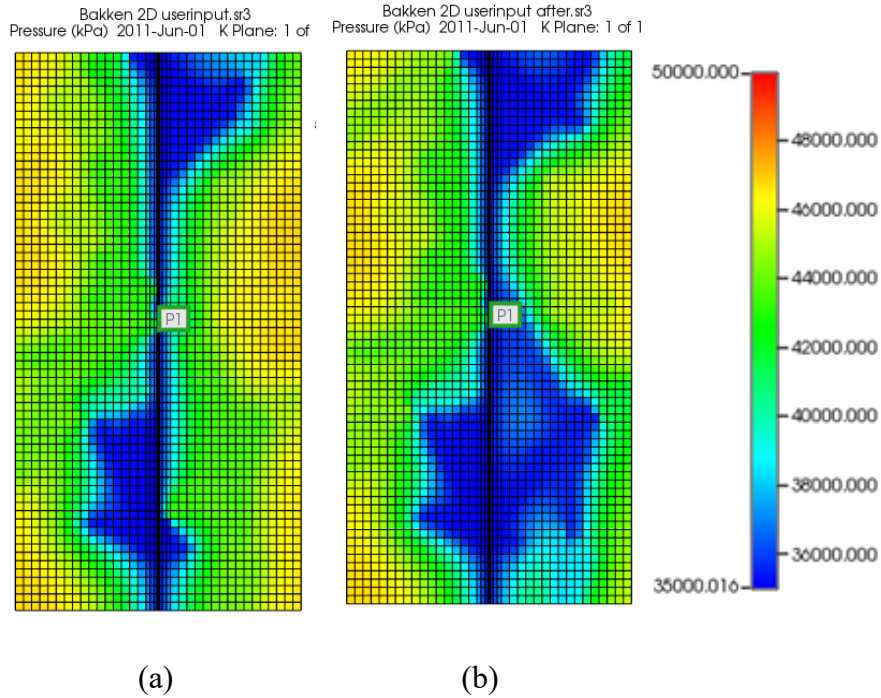 Bakken 2D userinput.sr3
Pressure (kPa) 2011-Jun-01 K Plane: 1 of
Bakken 2D userinput after.sr3
Pressure (kPa) 2011-Jun-01 K Plane: 1 of 1
P1
P1
50000.000
48000.000
46000.000
44000.000
42000.000
40000.000
38000.000
36000.000
35000.016
(a)
(b)